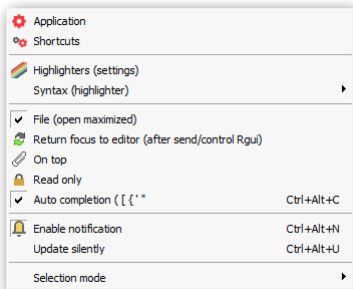 Application
Shortcuts
Highlighters (settings)
Syntax (highlighter)
File (open maximized)
Return focus to editor (after send/control Rgui)
On top
Read only
Auto completion ( [ { ' " Ctrl+Alt+C
Enable notification Ctrl+Alt+N
Update silently Ctrl+Alt+U
Selection mode